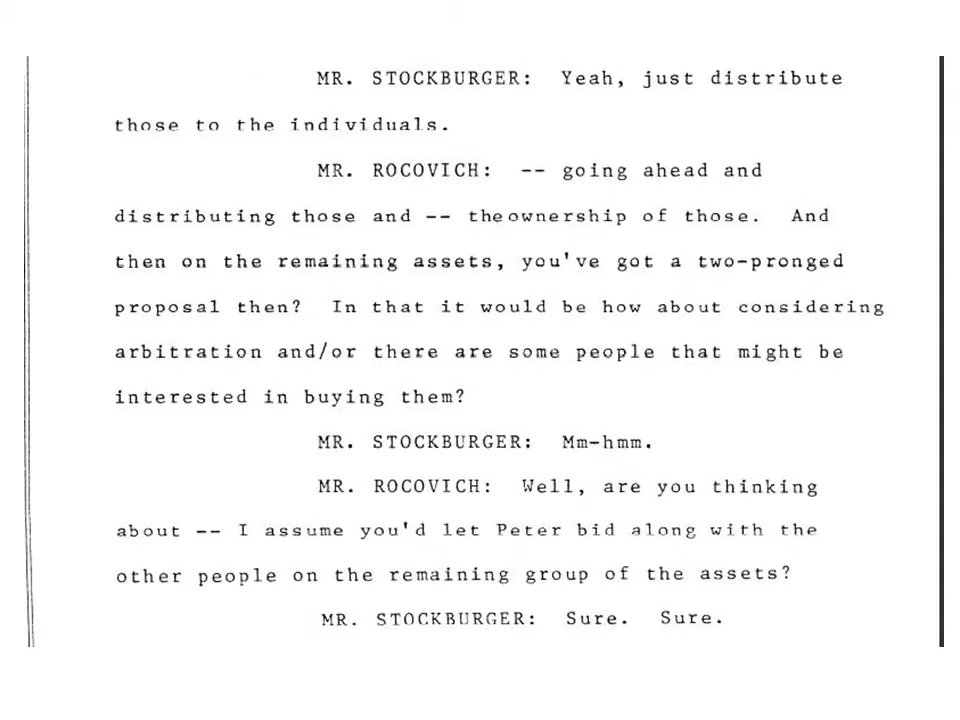 MR. STOCKBURGER: Yeah, just distribute
those to the individuals.
MR. ROCOVICH: -- going ahead and
distributing those and -- theownership of those. And
then on the remaining assets, you've got a two-pronged
proposal then? In that it would be how about considering
arbitration and/or there are some people that might be
interested in buying them?
MR. STOCKBURGER: Mm-hmm.
MR. ROCOVICH: Well, are you thinking
about -- I assume you'd let Peter bid along with the
other people on the remaining group of the assets?
MR. STOCKBURGER: Sure. Sure.